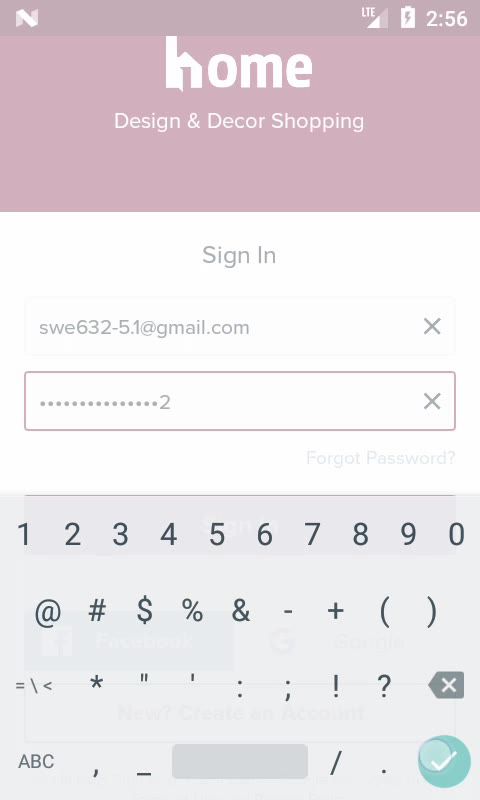 LTE 2:56
home
Design & Decor Shopping
Sign In
swe632-5.1@gmail.com
•••••••••••••••2
Forgot Password?
Sign In
1 2 3 4 5 6 7 8 9 0
@ # $ % & - + ( )
Facebook Google
= \ < * " ' : ; ! ?
New? Create an Account
ABC , _ / .